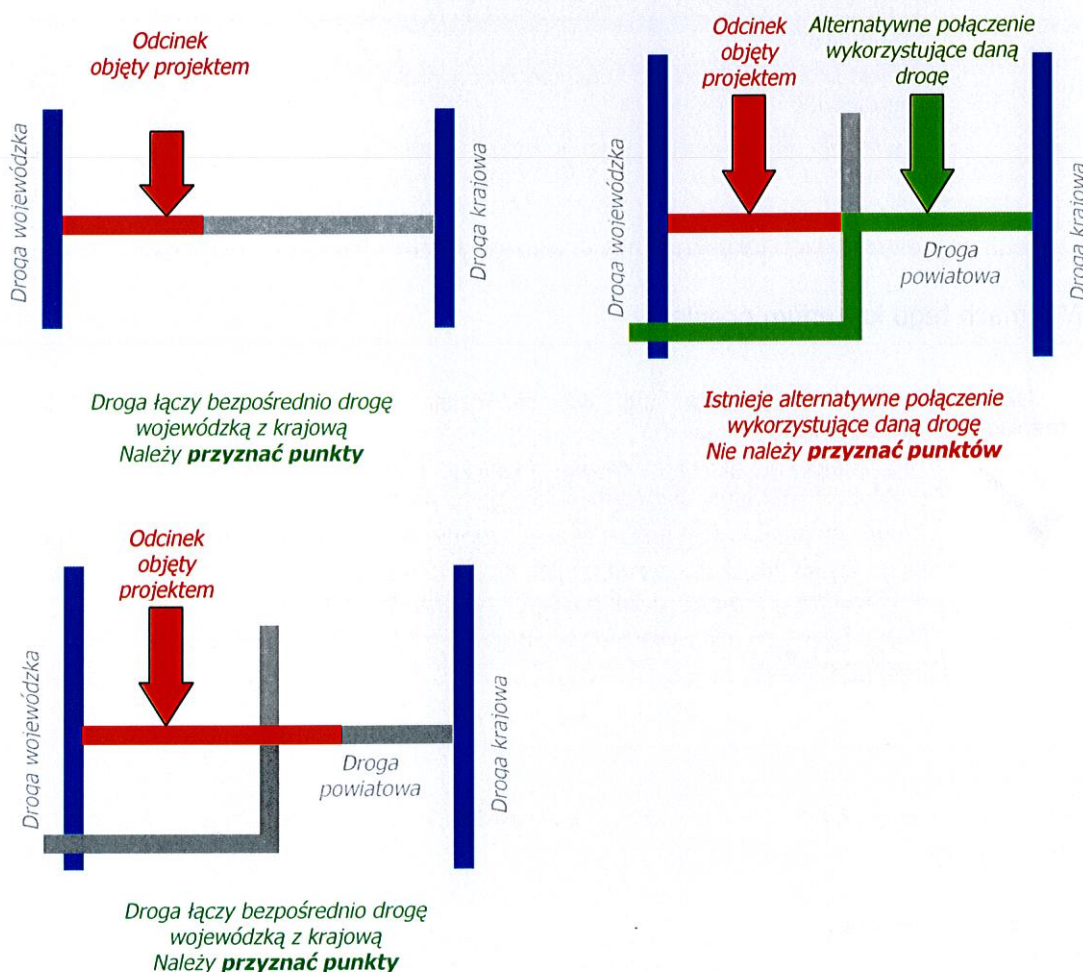 Odcinek
objęty projektem
Droga wojewódzka
Droga krajowa
Droga łączy bezpośrednio drogę
wojewódzką z krajową
Należy przyznać punkty
Odcinek
objęty
projektem
Alternatywne połączenie
wykorzystujące daną
drogę
Droga wojewódzka
Droga krajowa
Droga
powiatowa
Istnieje alternatywne połączenie
wykorzystujące daną drogę
Nie należy przyznać punktów
Odcinek
objęty
projektem
Droga wojewódzka
Droga krajowa
Droga
powiatowa
Droga łączy bezpośrednio drogę
wojewódzką z krajową
Należy przyznać punkty